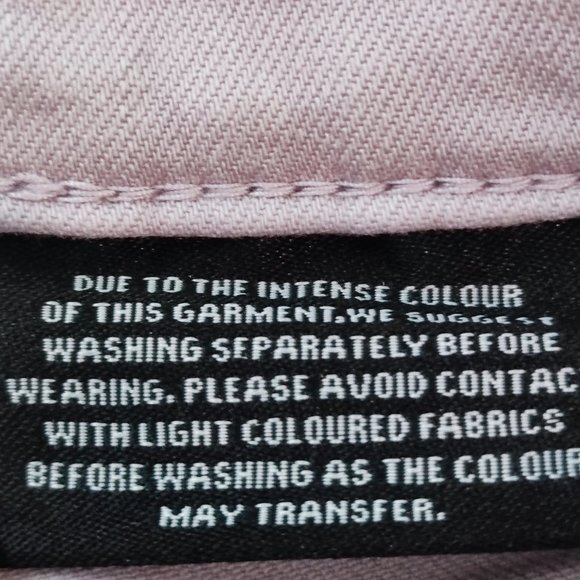 DUE TO THE INTENSE COLOUR
OF THIS GARMENT, WE SUGGEST
WASHING SEPARATELY BEFORE
WEARING. PLEASE AVOID CONTAC
WITH LIGHT COLOURED FABRICS
BEFORE WASHING AS THE COLOUR
MAY TRANSFER.